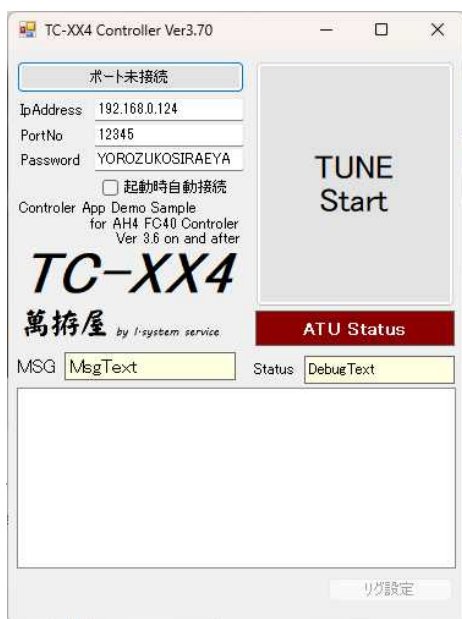 TC-XX4 Controller Ver3.70
ポート未接続
IpAddress 192.168.0.124
PortNo 12345
Password YOROZUKOSIRAEYA
起動時自動接続
Controler App Demo Sample
for AH4 FC40 Controler
Ver 3.6 on and after
TC-XX4
萬拵屋 by I-system service
TUNE
Start
ATU Status
MSG MsgText
Status DebugText
リグ設定